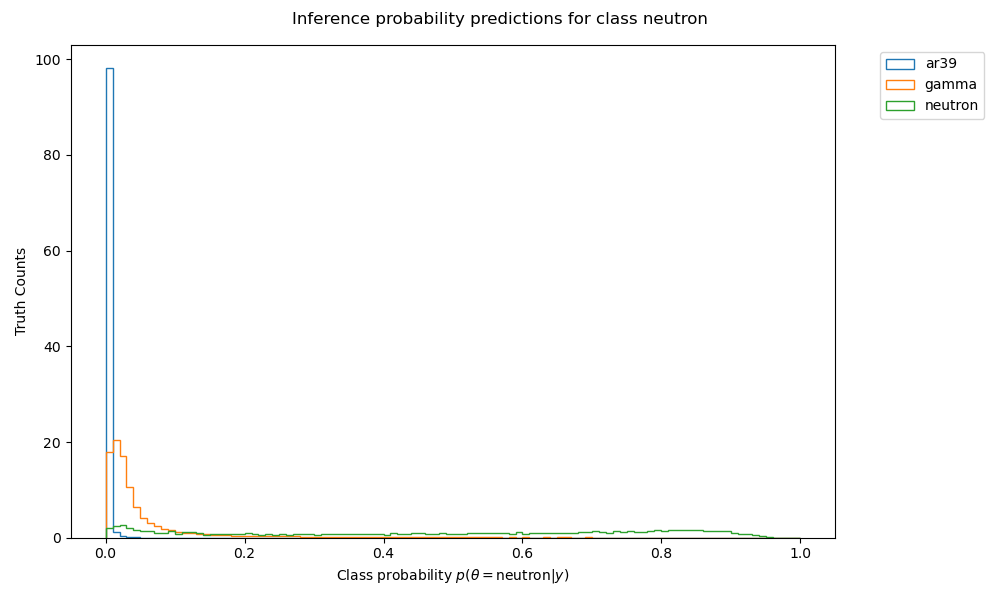 Inference probability predictions for class neutron
ar39
gamma
neutron
100
80
60
40
20
0
Truth Counts
0.0 0.2 0.4 0.6 0.8 1.0
Class probability p(θ = neutron|y)